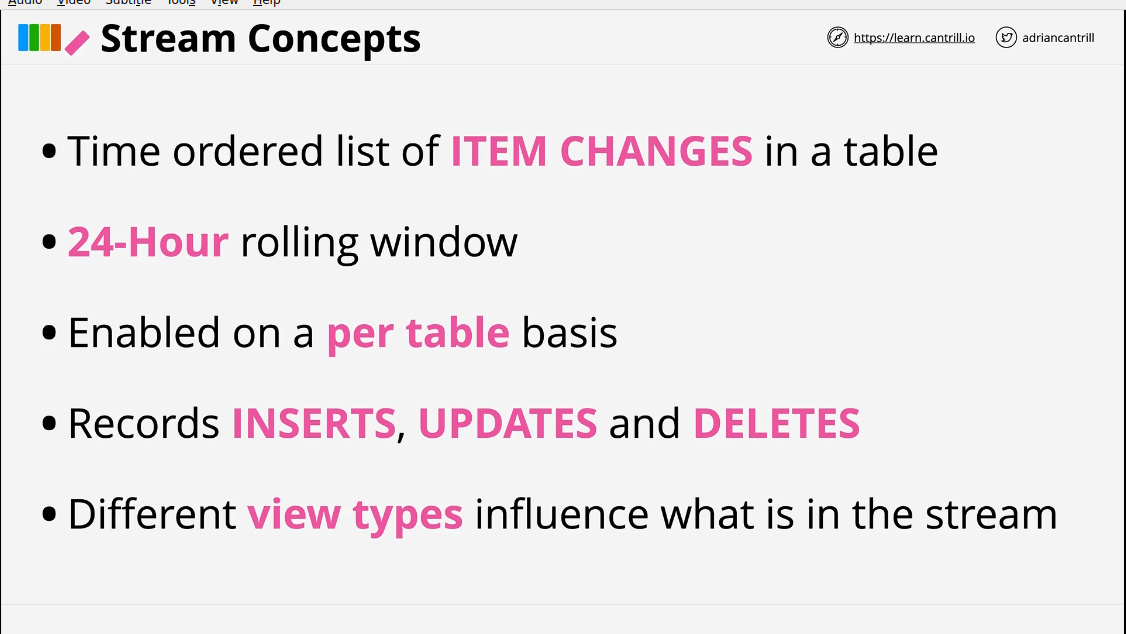 Audio Video Subtitle Tools View Help
Stream Concepts
https://learn.cantrill.io adriancantrill
• Time ordered list of ITEM CHANGES in a table
• 24-Hour rolling window
• Enabled on a per table basis
• Records INSERTS, UPDATES and DELETES
• Different view types influence what is in the stream